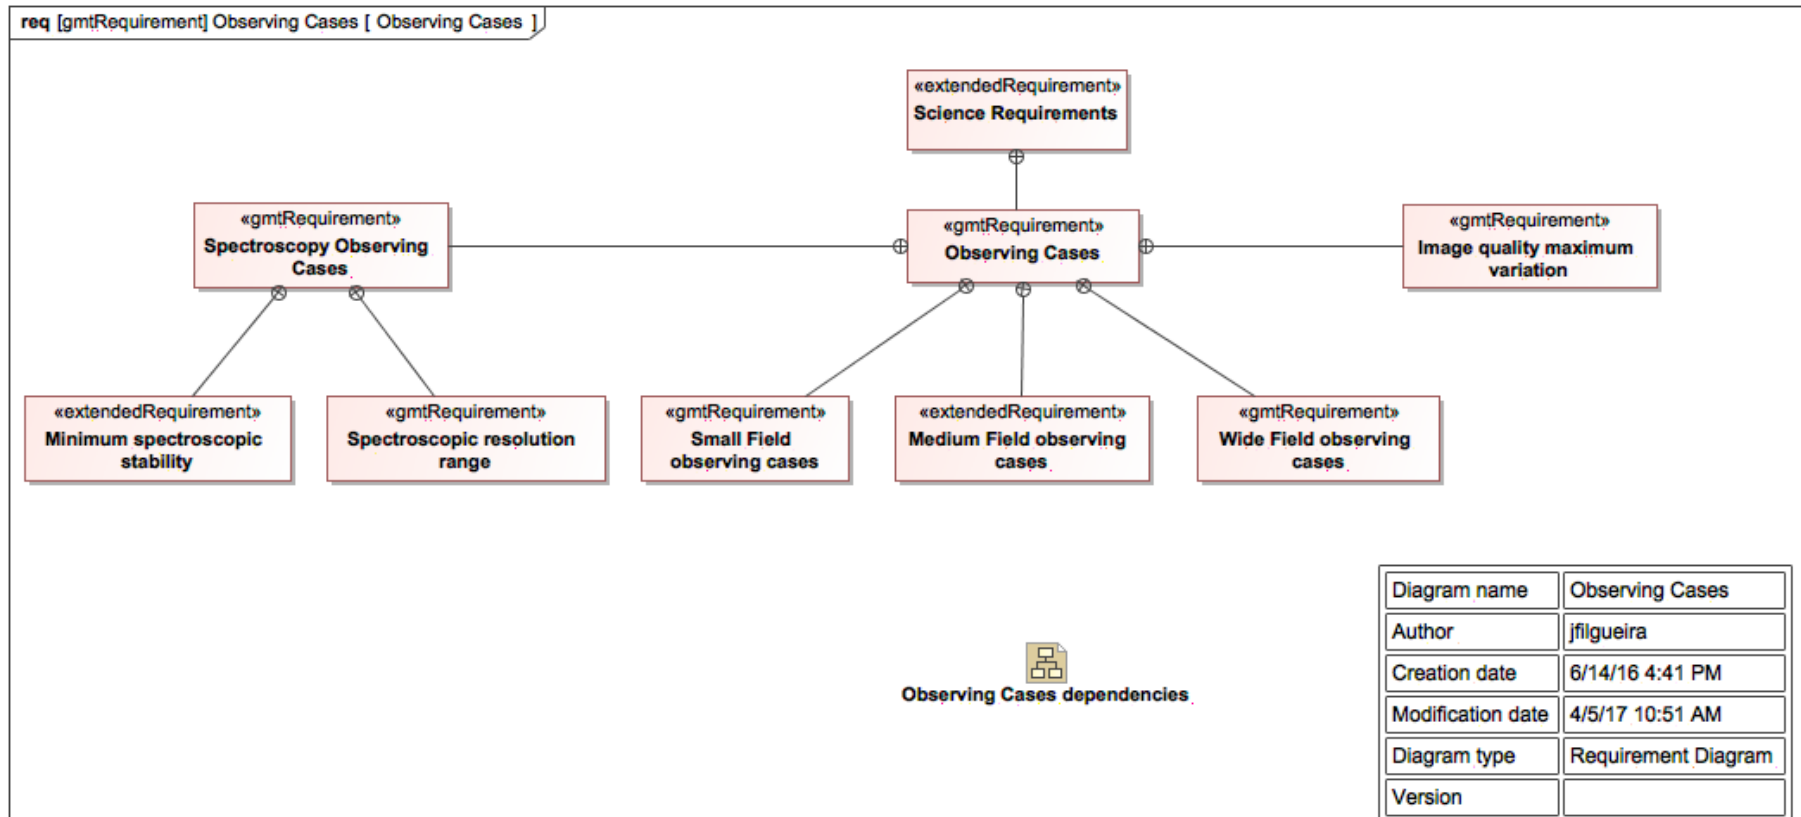 req [gmtRequirement] Observing Cases [ Observing Cases ]
«extendedRequirement»
Science Requirements
«gmtRequirement»
Spectroscopy Observing
Cases
«gmtRequirement»
Observing Cases
«gmtRequirement»
Image quality maximum
variation
«extendedRequirement»
Minimum spectroscopic
stability
«gmtRequirement»
Spectroscopic resolution
range
«gmtRequirement»
Small Field
observing cases
«extendedRequirement»
Medium Field observing
cases
«gmtRequirement»
Wide Field observing
cases
Observing Cases dependencies
Diagram name Observing Cases
Author jfilgueira
Creation date 6/14/16 4:41 PM
Modification date 4/5/17 10:51 AM
Diagram type Requirement Diagram
Version